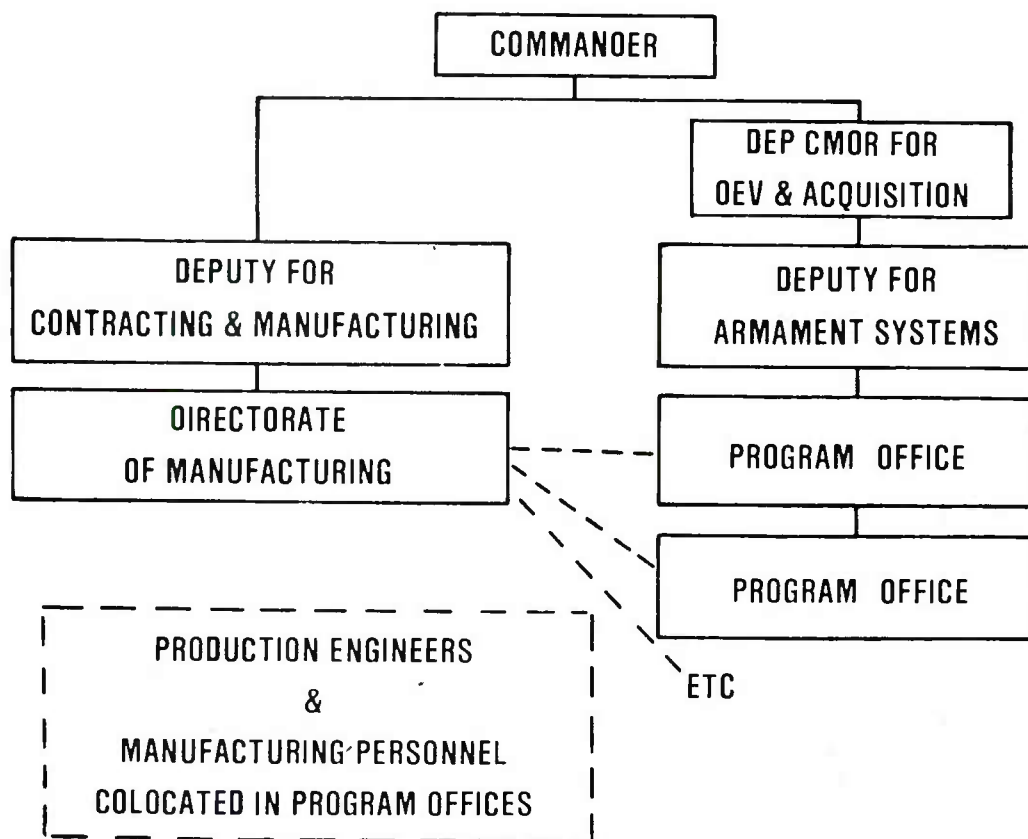 COMMANOER
DEP CMOR FOR
OEV & ACQUISITION
DEPUTY FOR
CONTRACTING & MANUFACTURING
DEPUTY FOR
ARMAMENT SYSTEMS
OIRECTORATE
OF MANUFACTURING
PROGRAM OFFICE
PROGRAM OFFICE
ETC
PRODUCTION ENGINEERS
&
MANUFACTURING PERSONNEL
COLOCATED IN PROGRAM OFFICES